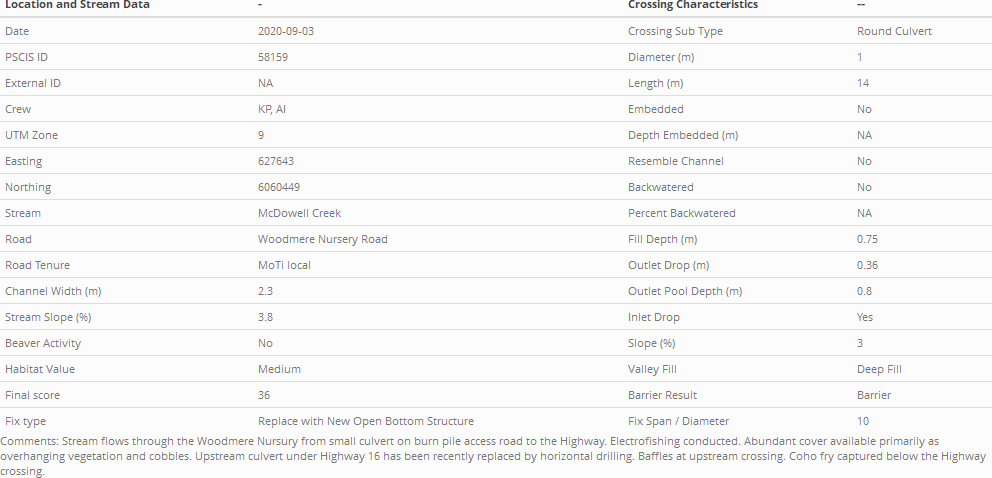 Location and Stream Data - Crossing Characteristics --
Date 2020-09-03 Crossing Sub Type Round Culvert
PSCIS ID 58159 Diameter (m) 1
External ID NA Length (m) 14
Crew KP, AI Embedded No
UTM Zone 9 Depth Embedded (m) NA
Easting 627643 Resemble Channel No
Northing 6060449 Backwatered No
Stream McDowell Creek Percent Backwatered NA
Road Woodmere Nursery Road Fill Depth (m) 0.75
Road Tenure MoTi local Outlet Drop (m) 0.36
Channel Width (m) 2.3 Outlet Pool Depth (m) 0.8
Stream Slope (%) 3.8 Inlet Drop Yes
Beaver Activity No Slope (%) 3
Habitat Value Medium Valley Fill Deep Fill
Final score 36 Barrier Result Barrier
Fix type Replace with New Open Bottom Structure Fix Span / Diameter 10
Comments: Stream flows through the Woodmere Nursury from small culvert on burn pile access road to the Highway. Electrofishing conducted. Abundant cover available primarily as
overhanging vegetation and cobbles. Upstream culvert under Highway 16 has been recently replaced by horizontal drilling. Baffles at upstream crossing. Coho fry captured below the Highway
crossing.